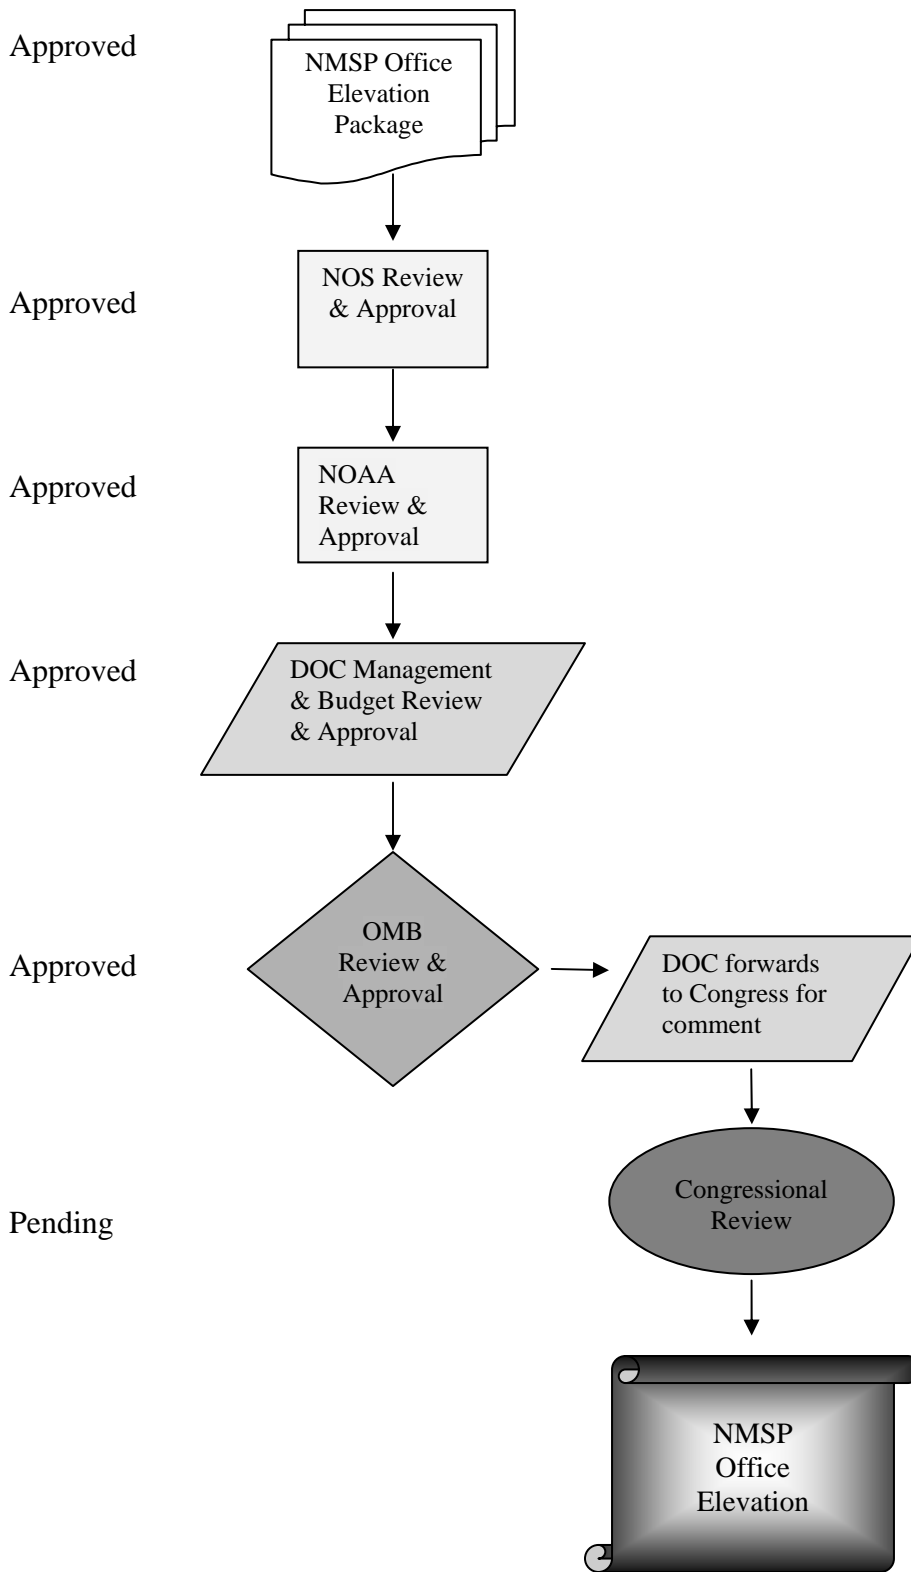 Approved
NMSP Office
Elevation
Package
Approved
NOS Review
& Approval
Approved
NOAA
Review &
Approval
Approved
DOC Management
& Budget Review
& Approval
Approved
OMB
Review &
Approval
DOC forwards
to Congress for
comment
Pending
Congressional
Review
NMSP
Office
Elevation